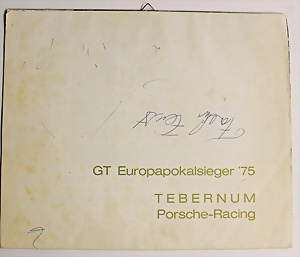 GT Europapokalsieger '75
TEBERNUM
Porsche-Racing